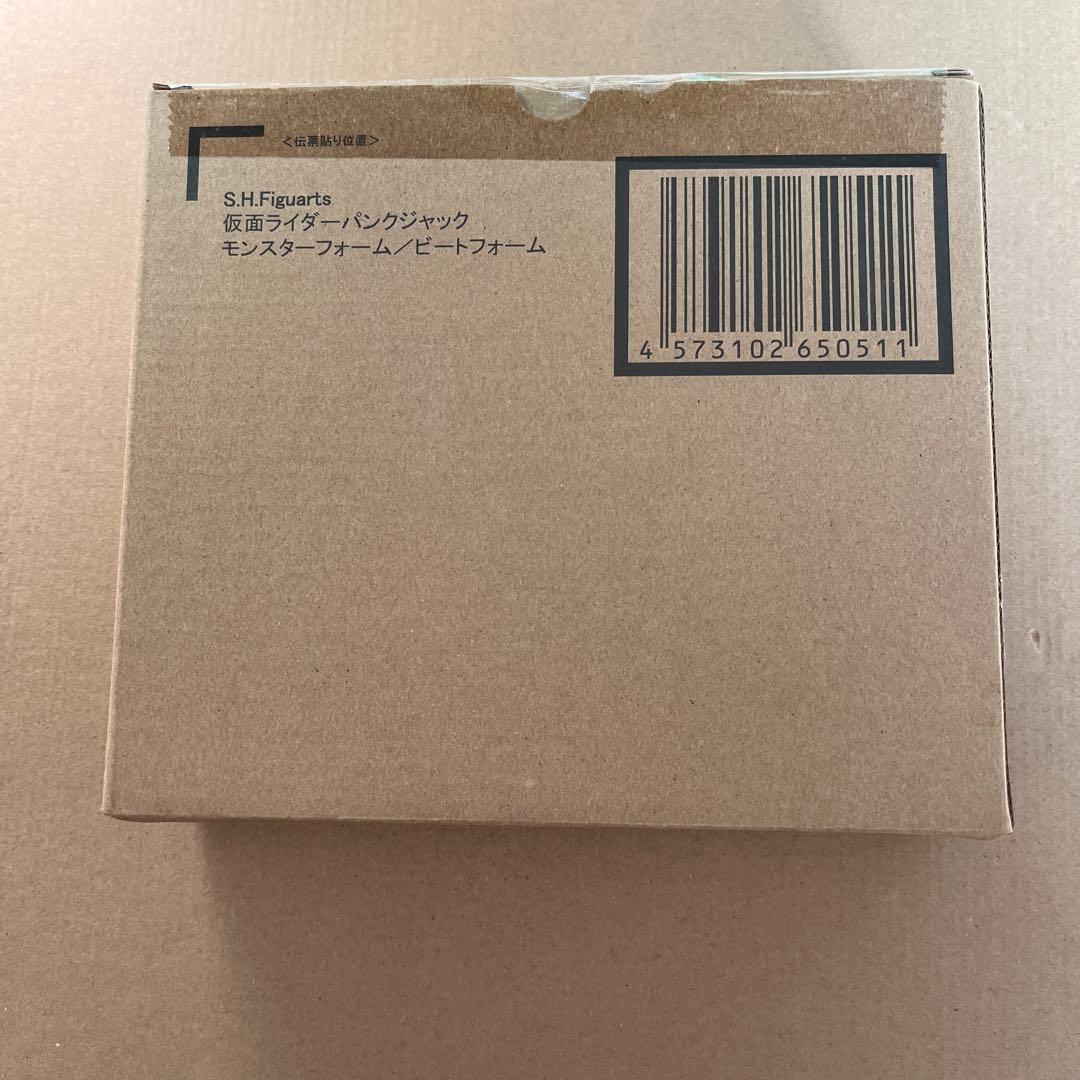 ＜伝票貼り位置＞
S.H.Figuarts
仮面ライダーパンクジャック
モンスターフォーム／ビートフォーム
4 573102 650511